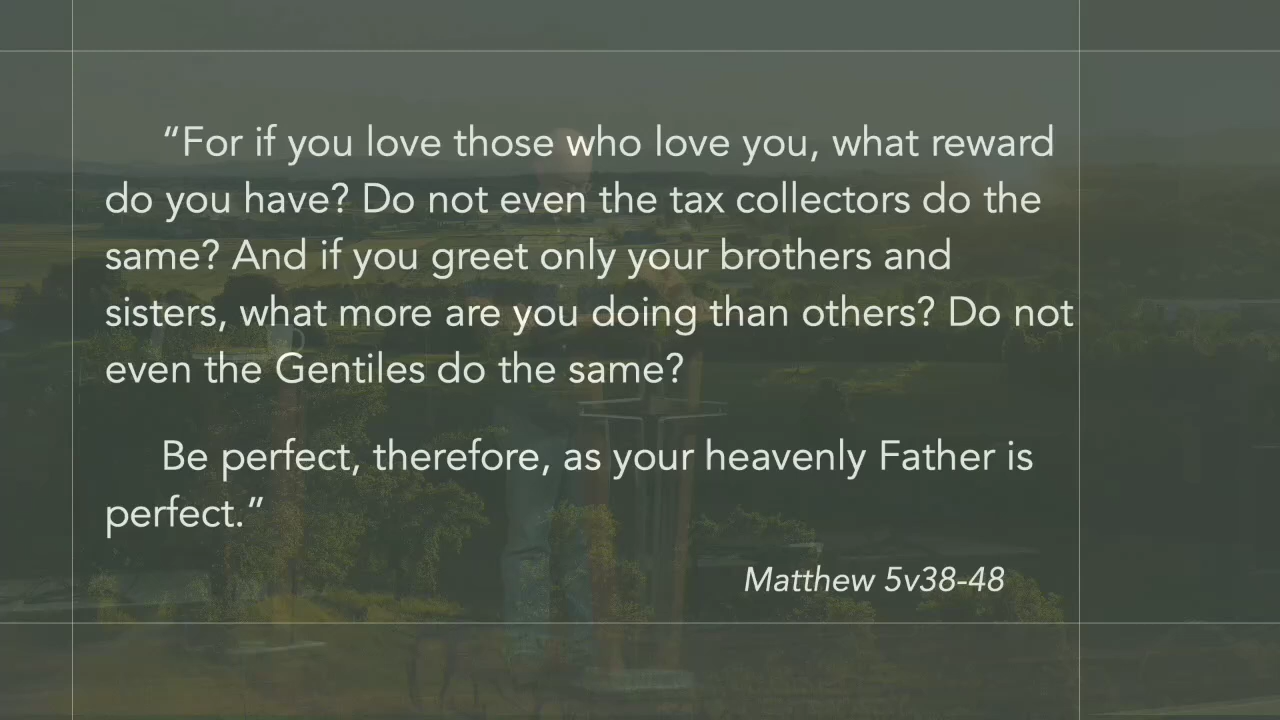 “For if you love those who love you, what reward
do you have? Do not even the tax collectors do the
same? And if you greet only your brothers and
sisters, what more are you doing than others? Do not
even the Gentiles do the same?
Be perfect, therefore, as your heavenly Father is
perfect.”
Matthew 5v38-48